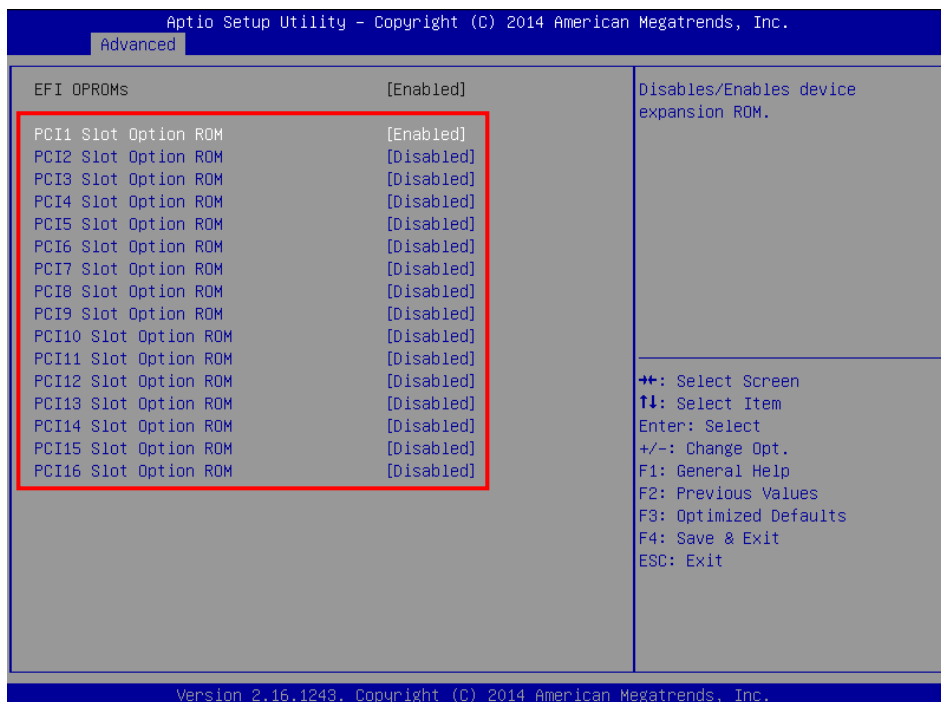 Aptio Setup Utility – Copyright (C) 2014 American Megatrends, Inc.
Advanced
EFI OPROMs [Enabled]
PCI1 Slot Option ROM [Enabled]
PCI2 Slot Option ROM [Disabled]
PCI3 Slot Option ROM [Disabled]
PCI4 Slot Option ROM [Disabled]
PCI5 Slot Option ROM [Disabled]
PCI6 Slot Option ROM [Disabled]
PCI7 Slot Option ROM [Disabled]
PCI8 Slot Option ROM [Disabled]
PCI9 Slot Option ROM [Disabled]
PCI10 Slot Option ROM [Disabled]
PCI11 Slot Option ROM [Disabled]
PCI12 Slot Option ROM [Disabled]
PCI13 Slot Option ROM [Disabled]
PCI14 Slot Option ROM [Disabled]
PCI15 Slot Option ROM [Disabled]
PCI16 Slot Option ROM [Disabled]
Disables/Enables device
expansion ROM.
→←: Select Screen
↑↓: Select Item
Enter: Select
+/-: Change Opt.
F1: General Help
F2: Previous Values
F3: Optimized Defaults
F4: Save & Exit
ESC: Exit
Version 2.16.1243. Copyright (C) 2014 American Megatrends, Inc.